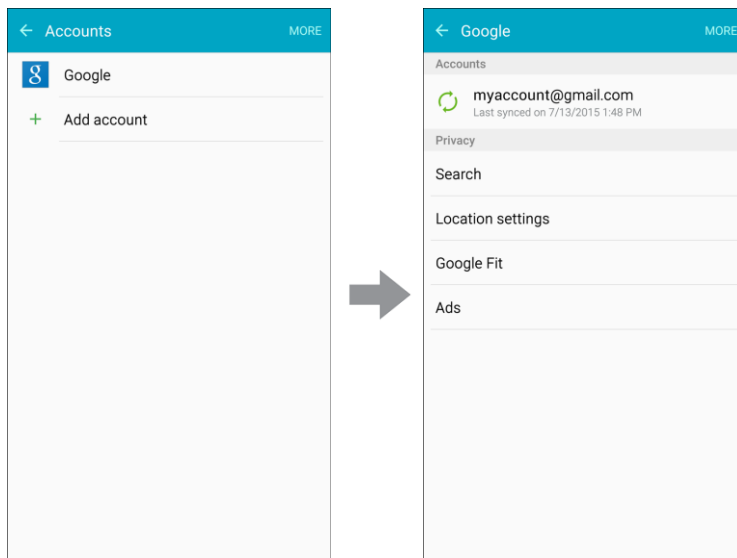 Accounts
MORE
Google
Add account
Google
MORE
Accounts
myaccount@gmail.com
Last synced on 7/13/2015 1:48 PM
Privacy
Search
Location settings
Google Fit
Ads